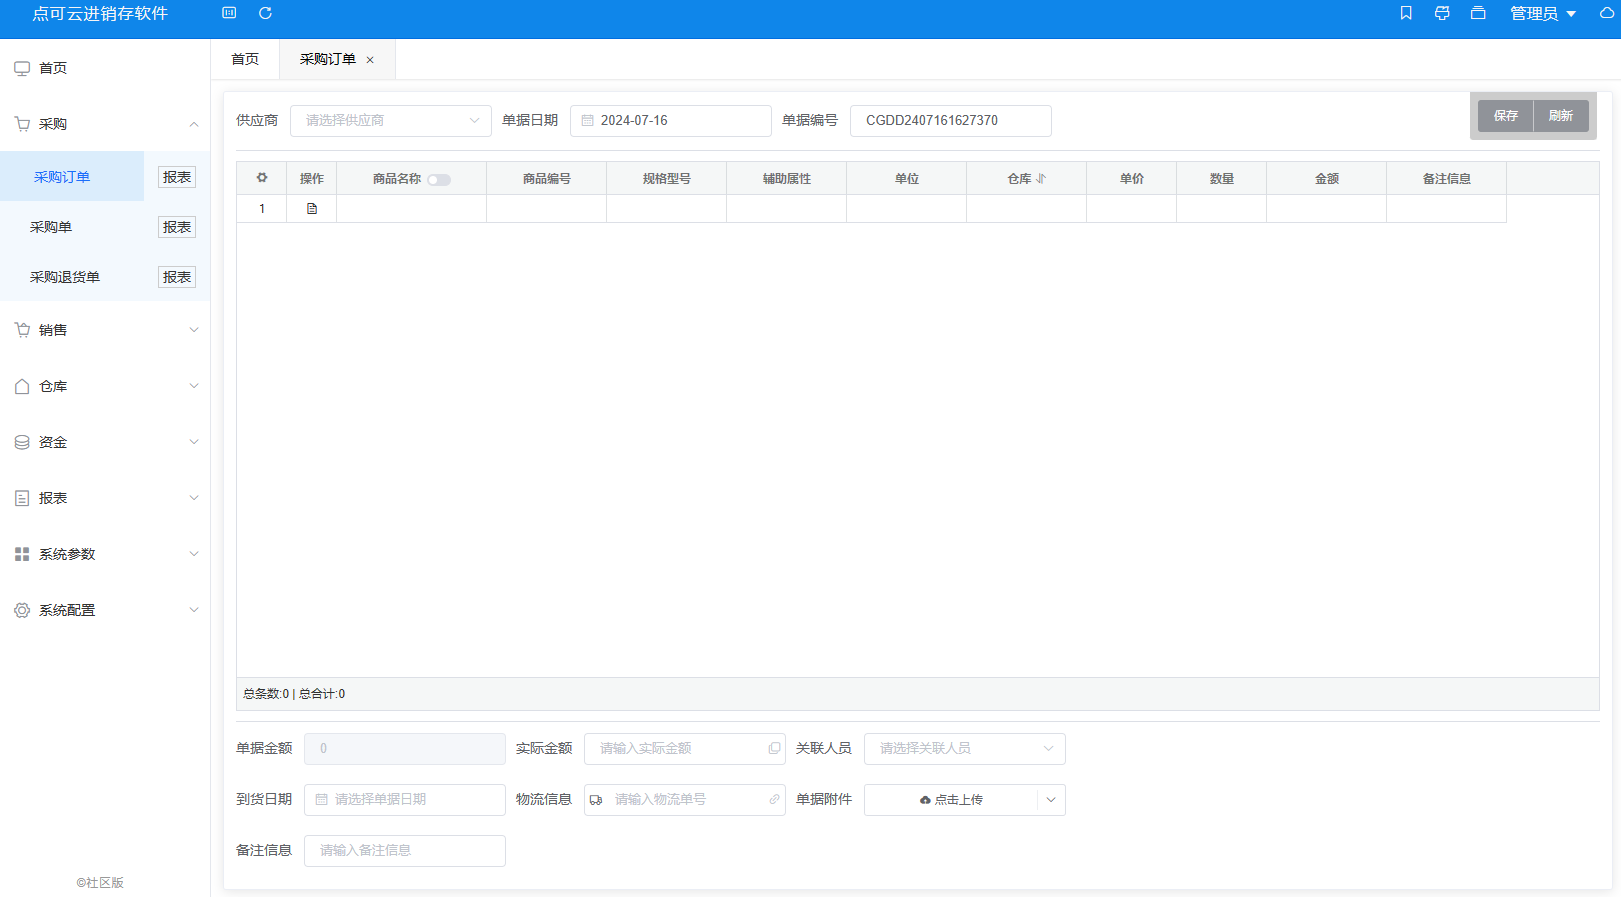 点可云进销存软件
管理员
首页
采购
采购订单 报表
采购单 报表
采购退货单 报表
销售
仓库
资金
报表
系统参数
系统配置
©社区版
首页 采购订单 ×
供应商 请选择供应商 单据日期 2024-07-16 单据编号 CGDD2407161627370 保存 刷新
操作 商品名称 商品编号 规格型号 辅助属性 单位 仓库 单价 数量 金额 备注信息
1
总条数:0 | 总合计:0
单据金额 0 实际金额 请输入实际金额 关联人员 请选择关联人员
到货日期 请选择单据日期 物流信息 请输入物流单号 单据附件 点击上传
备注信息 请输入备注信息